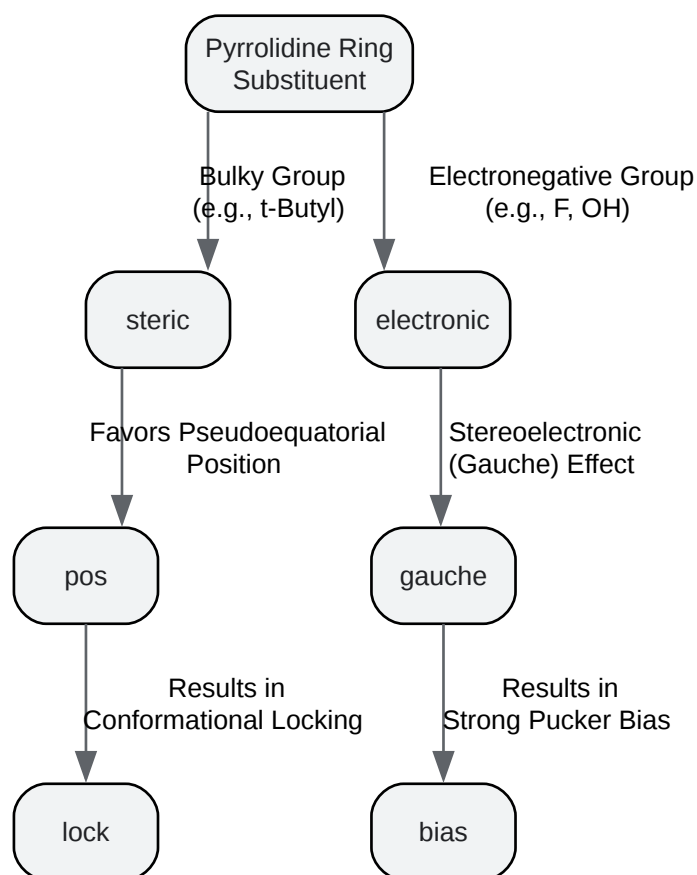 Pyrrolidine Ring
Substituent
Bulky Group
(e.g., t-Butyl)
Electronegative Group
(e.g., F, OH)
steric
electronic
Favors Pseudoequatorial
Position
Stereoelectronic
(Gauche) Effect
pos
gauche
Results in
Conformational Locking
Results in
Strong Pucker Bias
lock
bias